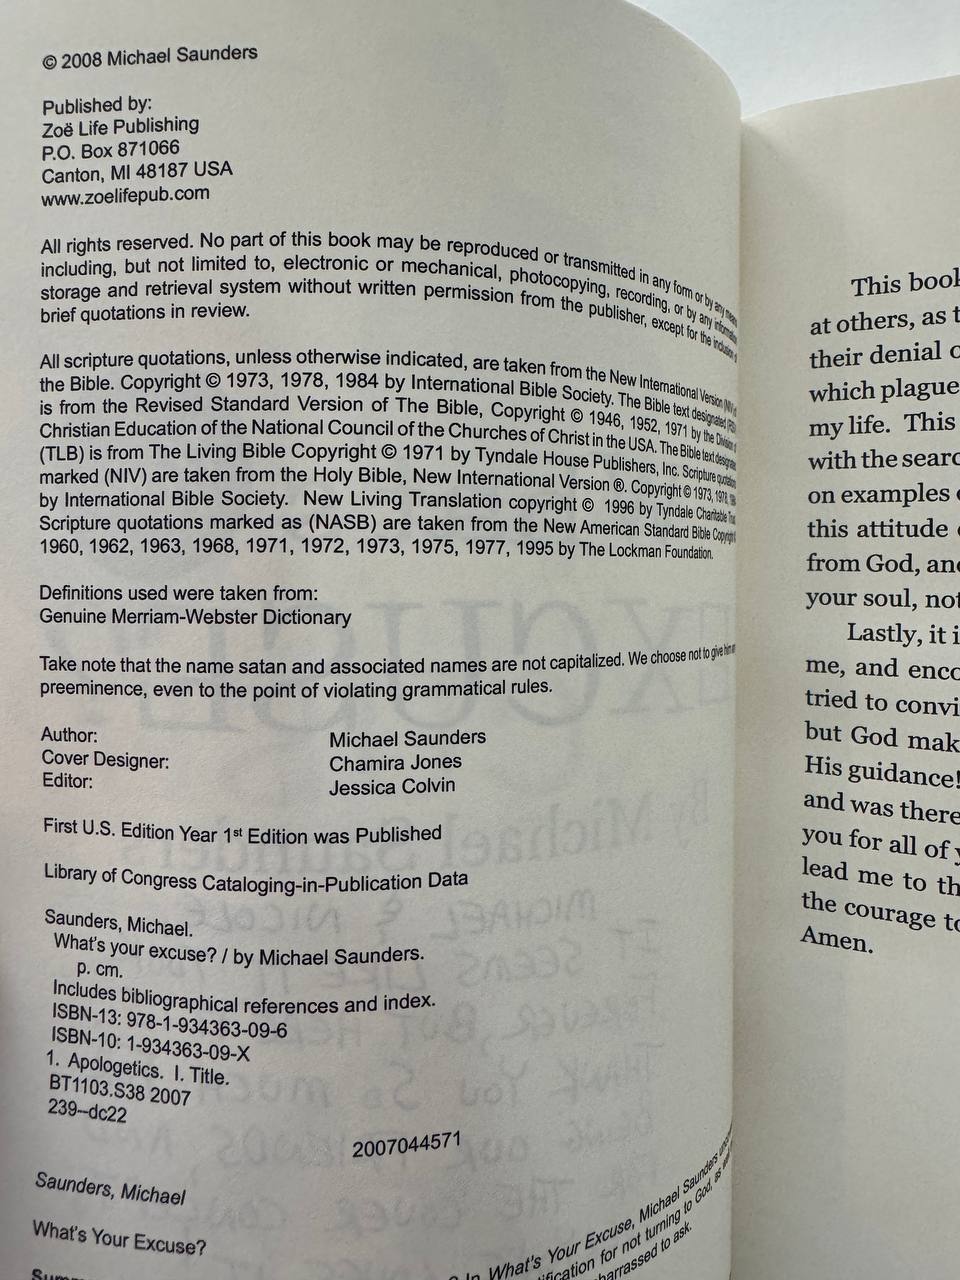 © 2008 Michael Saunders
Published by:
Zoë Life Publishing
P.O. Box 871066
Canton, MI 48187 USA
www.zoelifepub.com
All rights reserved. No part of this book may be reproduced or transmitted in any form or by any means
including, but not limited to, electronic or mechanical, photocopying, recording, or by any information
storage and retrieval system without written permission from the publisher, except for the inclusion of
brief quotations in review.
All scripture quotations, unless otherwise indicated, are taken from the New International Version (NIV) of
the Bible. Copyright © 1973, 1978, 1984 by International Bible Society. The Bible text designated (RSV)
is from the Revised Standard Version of The Bible, Copyright © 1946, 1952, 1971 by the Division of
Christian Education of the National Council of the Churches of Christ in the USA. The Bible text designated
(TLB) is from The Living Bible Copyright © 1971 by Tyndale House Publishers, Inc. Scripture quotations
marked (NIV) are taken from the Holy Bible, New International Version ®. Copyright © 1973, 1978, 1984
by International Bible Society. New Living Translation copyright © 1996 by Tyndale Charitable Trust
Scripture quotations marked as (NASB) are taken from the New American Standard Bible Copyright ©
1960, 1962, 1963, 1968, 1971, 1972, 1973, 1975, 1977, 1995 by The Lockman Foundation.
Definitions used were taken from:
Genuine Merriam-Webster Dictionary
Take note that the name satan and associated names are not capitalized. We choose not to give him
preeminence, even to the point of violating grammatical rules.
Author: Michael Saunders
Cover Designer: Chamira Jones
Editor: Jessica Colvin
First U.S. Edition Year 1st Edition was Published
Library of Congress Cataloging-in-Publication Data
Saunders, Michael.
What's your excuse? / by Michael Saunders.
p. cm.
Includes bibliographical references and index.
ISBN-13: 978-1-934363-09-6
ISBN-10: 1-934363-09-X
1. Apologetics. I. Title.
BT1103.S38 2007
239--dc22
2007044571
Saunders, Michael
What's Your Excuse?
In What's Your Excuse, Michael Saunders
for not turning to God, as
to ask.
This book
at others, as
their denial
which plague
my life. This
with the
on examples
this attitude
from God,
your soul, not
Lastly, it
me, and
tried to
but God
His guidance!
and was there
you for all of
lead me to
the courage to
Amen.